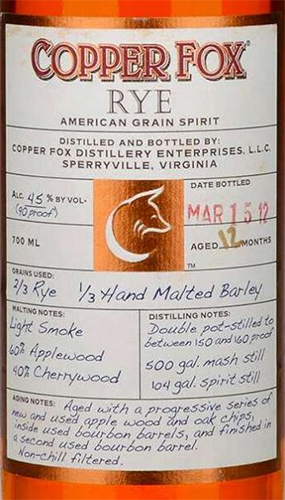 COPPER FOX
RYE
AMERICAN GRAIN SPIRIT
DISTILLED AND BOTTLED BY:
COPPER FOX DISTILLERY ENTERPRISES, L.L.C.
SPERRYVILLE, VIRGINIA
ALC. 45 % BY VOL.
(90 proof)
700 ML
DATE BOTTLED
MAR 15 12
AGED 12 MONTHS
TM
GRAINS USED:
2/3 Rye 1/3 Hand Malted Barley
MALTING NOTES:
Light Smoke
60% Applewood
40% Cherrywood
DISTILLING NOTES:
Double pot-stilled to
between 150 and 160 proof
500 gal. mash still
104 gal. spirit still
AGING NOTES: Aged with a progressive series of
new and used apple wood and oak chips,
inside used bourbon barrels, and finished in
a second used bourbon barrel.
Non-chill filtered.